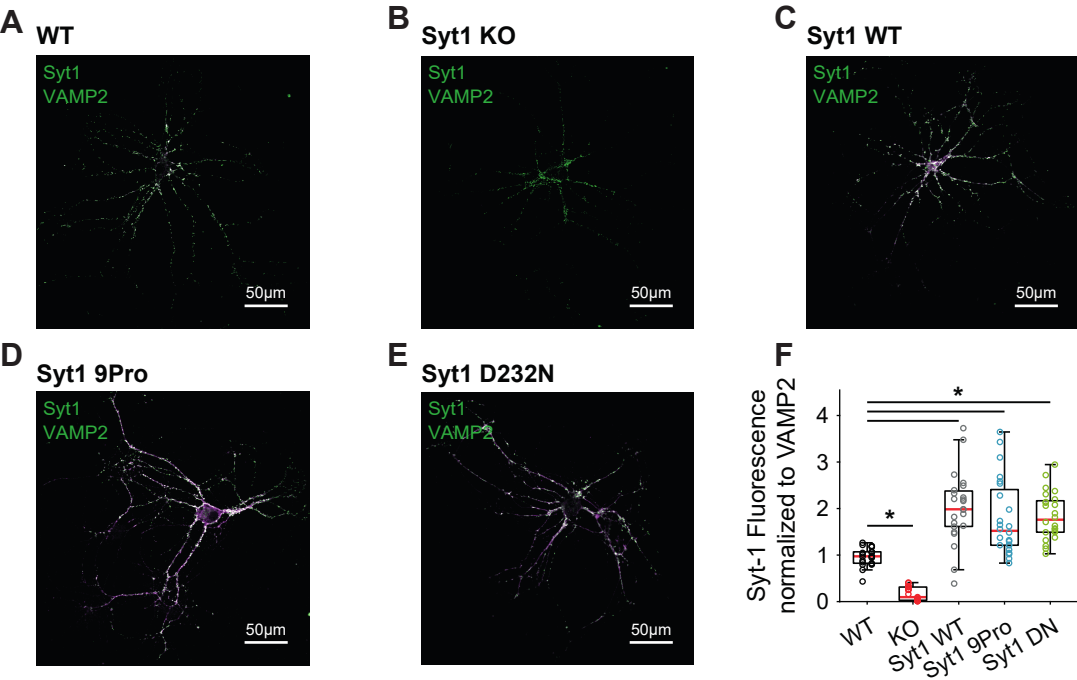 A
WT
Syt1
VAMP2
50µm
B
Syt1 KO
Syt1
VAMP2
50µm
C
Syt1 WT
Syt1
VAMP2
50µm
D
Syt1 9Pro
Syt1
VAMP2
50µm
E
Syt1 D232N
Syt1
VAMP2
50µm
F
Syt-1 Fluorescence
normalized to VAMP2
4
3
2
1
0
*
*
WT
KO
Syt1 WT
Syt1 9Pro
Syt1 DN